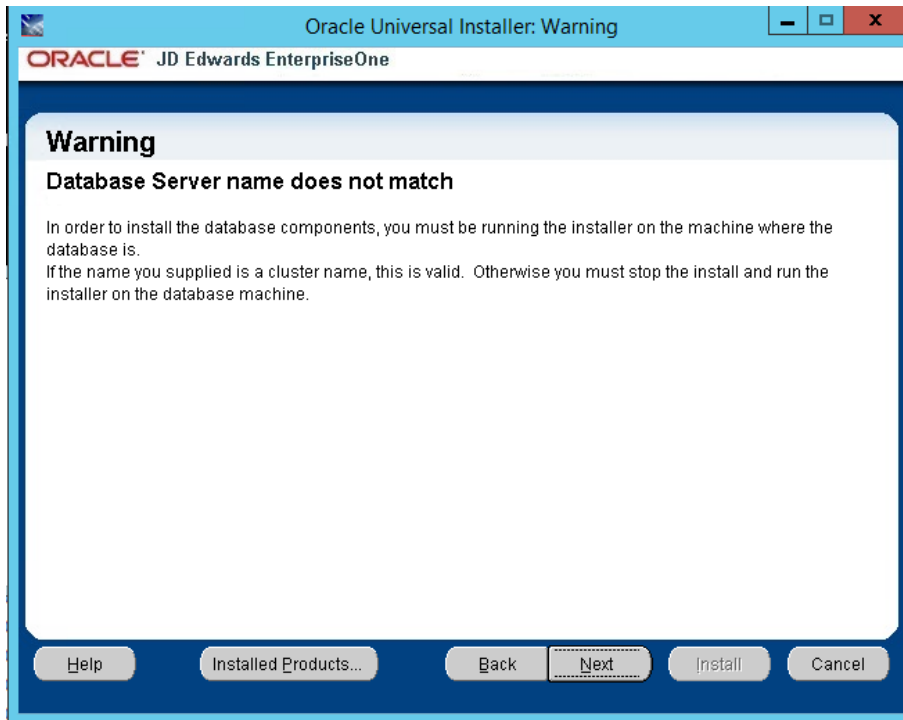 Oracle Universal Installer: Warning
ORACLE JD Edwards EnterpriseOne
Warning
Database Server name does not match
In order to install the database components, you must be running the installer on the machine where the
database is.
If the name you supplied is a cluster name, this is valid. Otherwise you must stop the install and run the
installer on the database machine.
Help Installed Products... Back Next Install Cancel